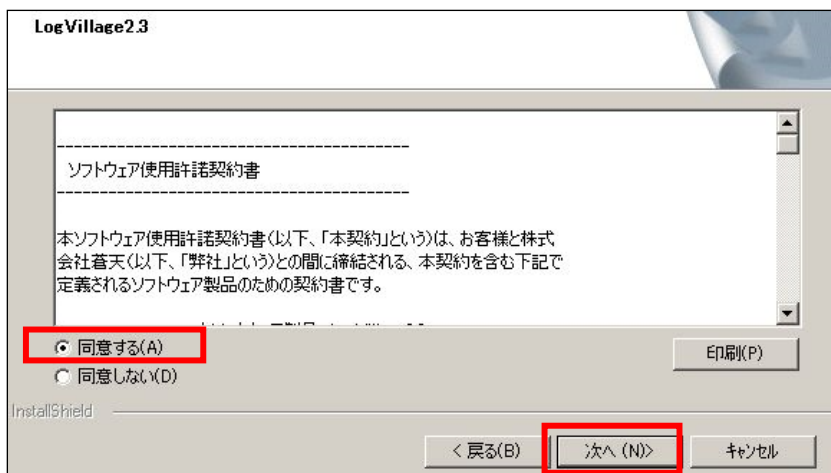 LogVillage2.3
----------------------------------------
ソフトウェア使用許諾契約書
----------------------------------------
本ソフトウェア使用許諾契約書(以下、「本契約」という)は、お客様と株式
会社蒼天(以下、「弊社」という)との間に締結される、本契約を含む下記で
定義されるソフトウェア製品のための契約書です。
同意する(A)
印刷(P)
同意しない(D)
InstallShield
< 戻る(B)
次へ (N)>
キャンセル